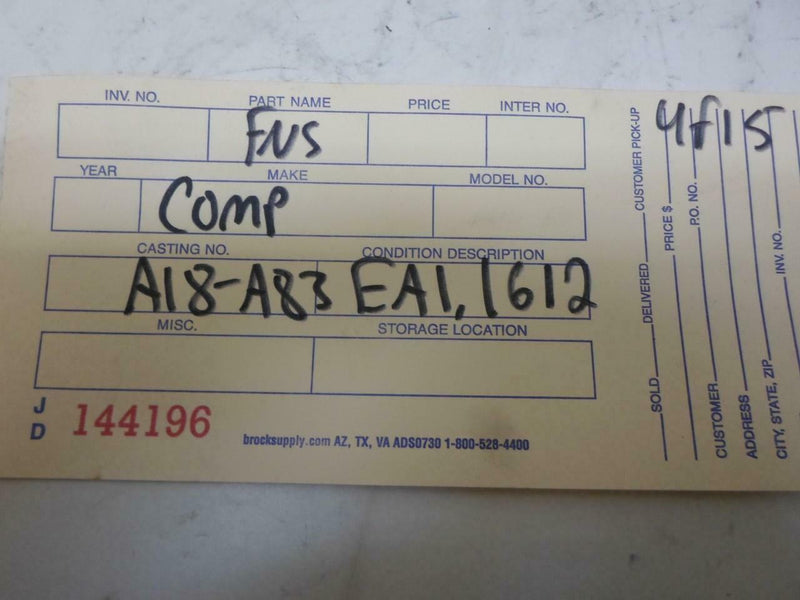 INV. NO. PART NAME PRICE INTER NO.
FNS
YEAR MAKE MODEL NO.
COMP
CASTING NO. CONDITION DESCRIPTION
A18-A83 EA1,1612
MISC. STORAGE LOCATION
J D 144196
brocksupply.com AZ, TX, VA ADS0730 1-800-528-4400
4F15
SOLD DELIVERED CUSTOMER PICK-UP
PRICE $
P.O. NO.
CUSTOMER
ADDRESS
CITY, STATE, ZIP INV. NO.